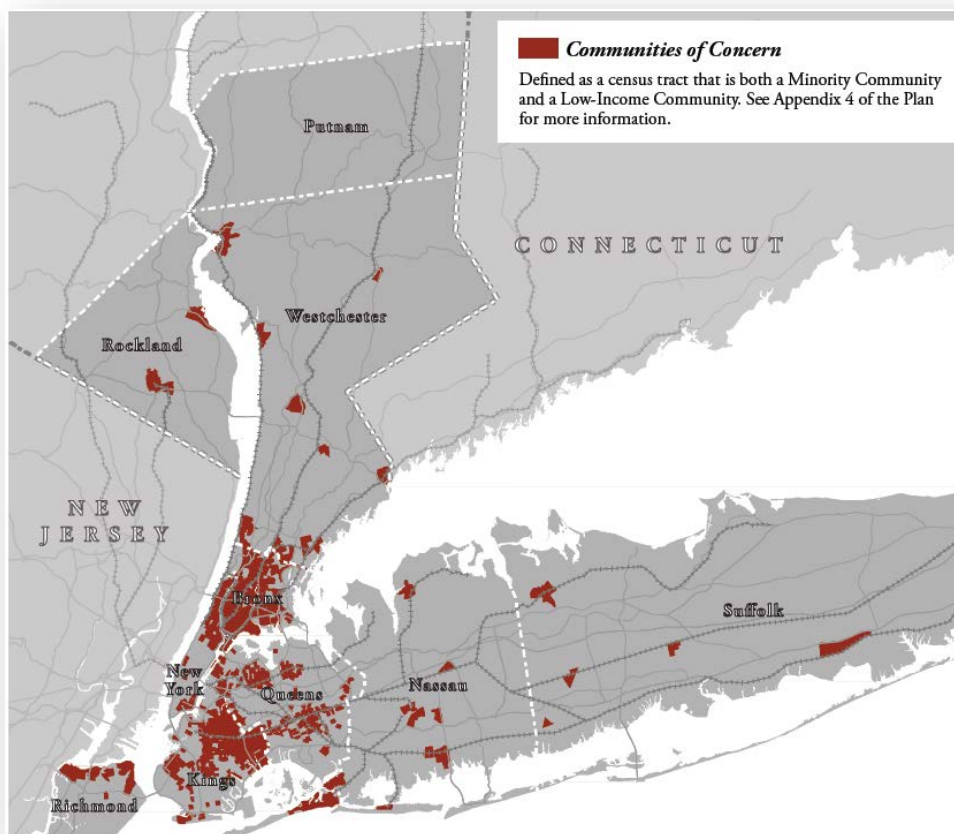 Communities of Concern
Defined as a census tract that is both a Minority Community
and a Low-Income Community. See Appendix 4 of the Plan
for more information.
Putnam
CONNECTICUT
Westchester
Rockland
NEW
JERSEY
Bronx
Suffolk
New
York
Queens
Nassau
Kings
Richmond